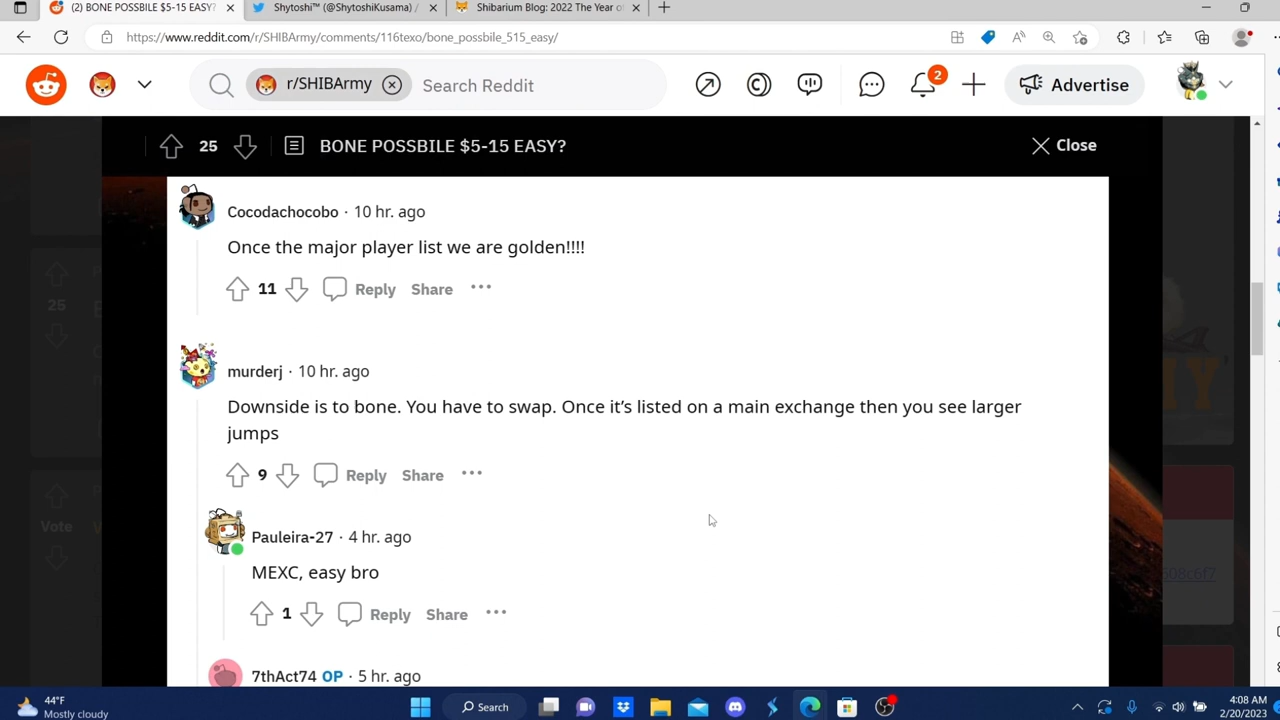 (2) BONE POSSBILE $5-15 EASY?
Shytoshi™ (@ShytoshiKusama) /
Shibarium Blog: 2022 The Year of
https://www.reddit.com/r/SHIBArmy/comments/116texo/bone_possbile_515_easy/
r/SHIBArmy
Search Reddit
2
Advertise
25
BONE POSSBILE $5-15 EASY?
Close
Cocodachocobo · 10 hr. ago
Once the major player list we are golden!!!!
11
Reply
Share
25
murderj · 10 hr. ago
Downside is to bone. You have to swap. Once it's listed on a main exchange then you see larger
jumps
9
Reply
Share
Vote
Pauleira-27 · 4 hr. ago
MEXC, easy bro
1
Reply
Share
508c6f7
7thAct74 OP · 5 hr. ago
44°F
Mostly cloudy
Search
4:08 AM
2/20/2023